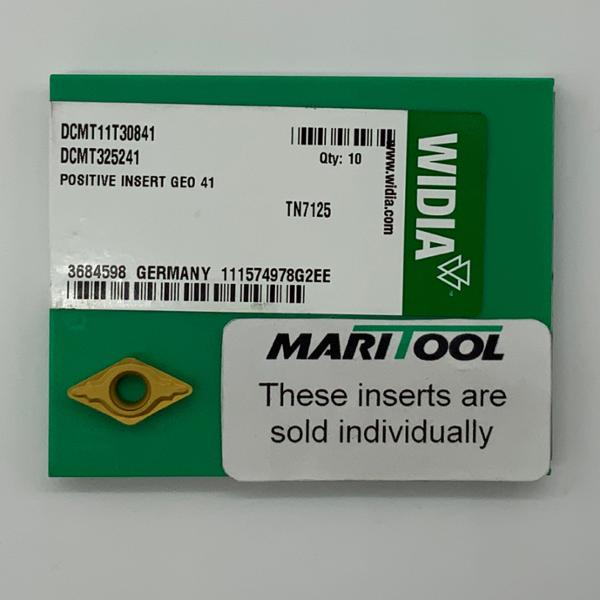 DCMT11T30841
DCMT325241
POSITIVE INSERT GEO 41
Qty: 10
TN7125
3684598 GERMANY 111574978G2EE
www.widia.com
WIDIA
™
MARITOOL
These inserts are
sold individually